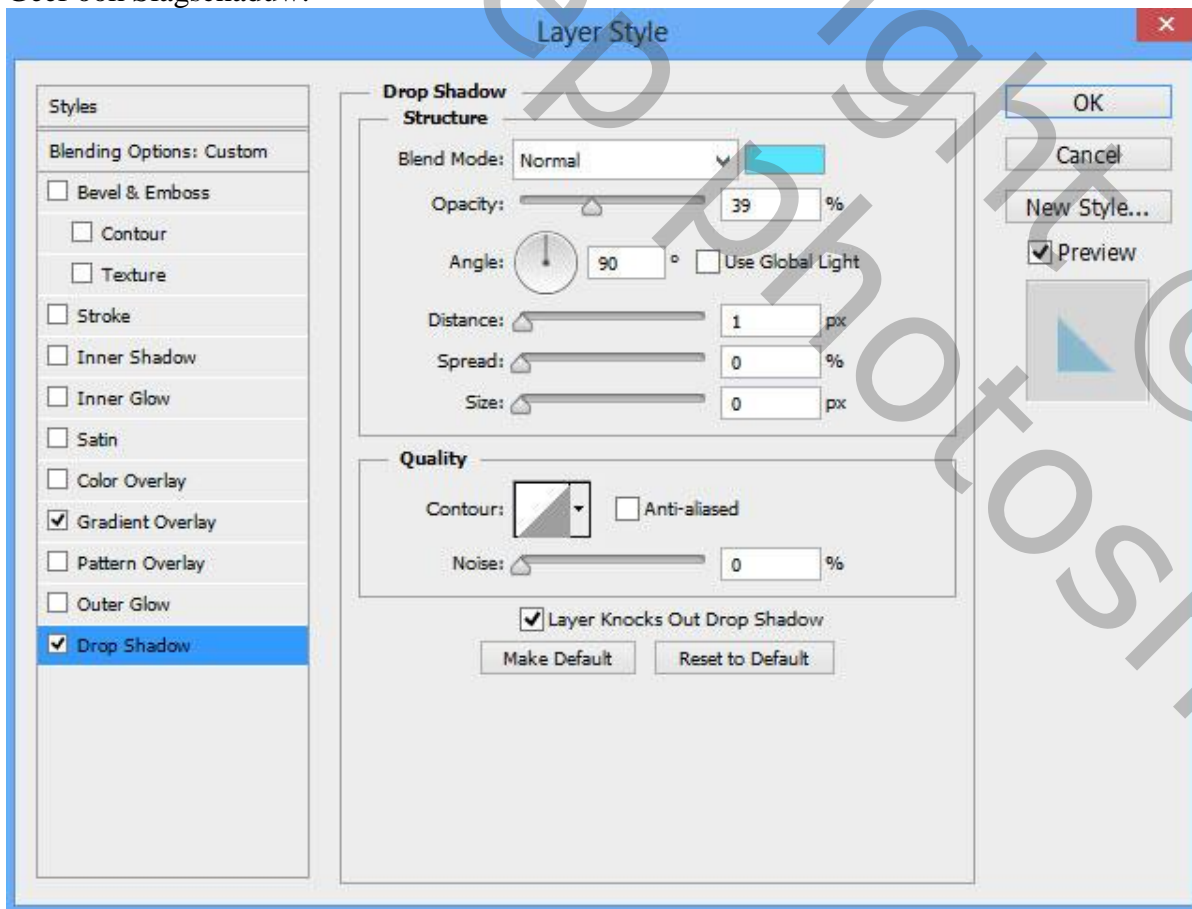 Geef ook Slagschaduw:
Layer Style
Styles
Blending Options: Custom
Bevel & Emboss
Contour
Texture
Stroke
Inner Shadow
Inner Glow
Satin
Color Overlay
Gradient Overlay
Pattern Overlay
Outer Glow
Drop Shadow
Drop Shadow
Structure
Blend Mode: Normal
Opacity: 39 %
Angle: 90 ° Use Global Light
Distance: 1 px
Spread: 0 %
Size: 0 px
Quality
Contour: Anti-aliased
Noise: 0 %
Layer Knocks Out Drop Shadow
Make Default Reset to Default
OK
Cancel
New Style...
Preview